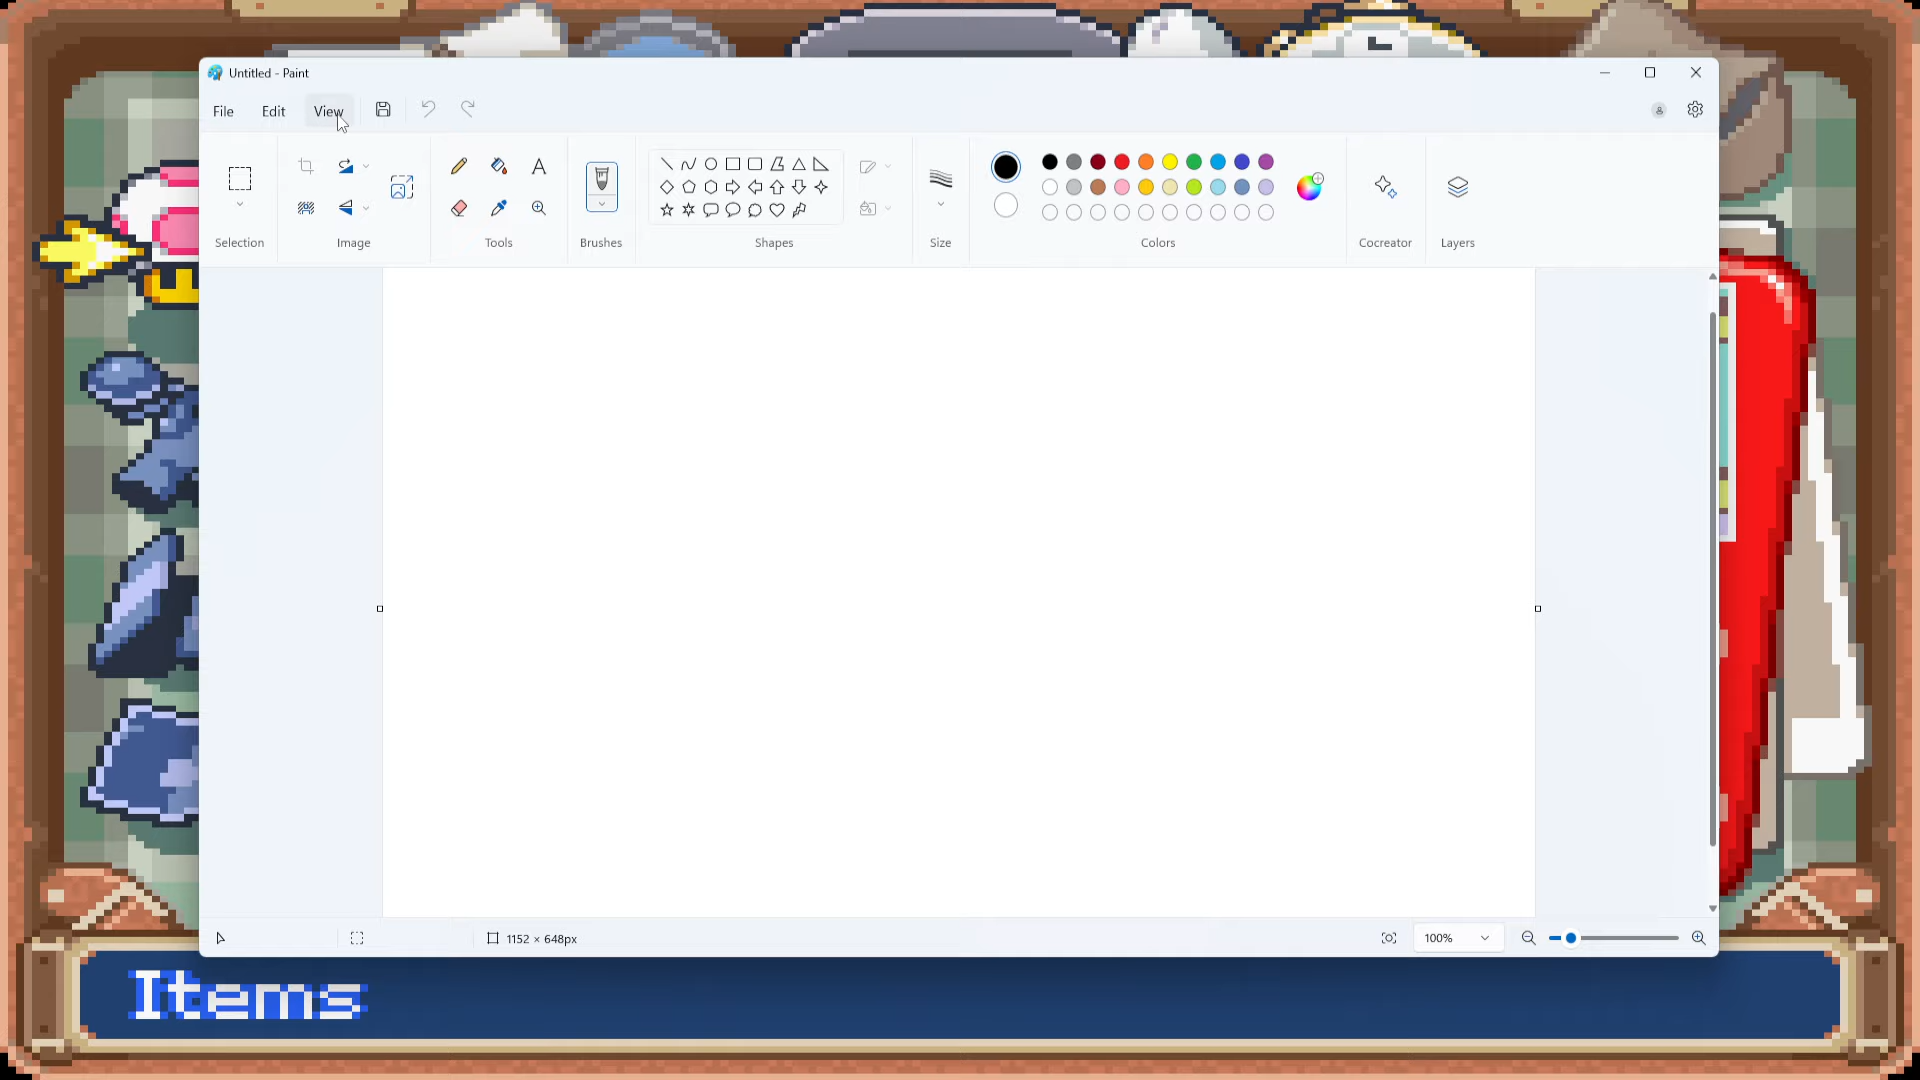 Untitled - Paint
File Edit View
Selection Image Tools Brushes Shapes Size Colors Cocreator Layers
1152 × 648px 100%
Items